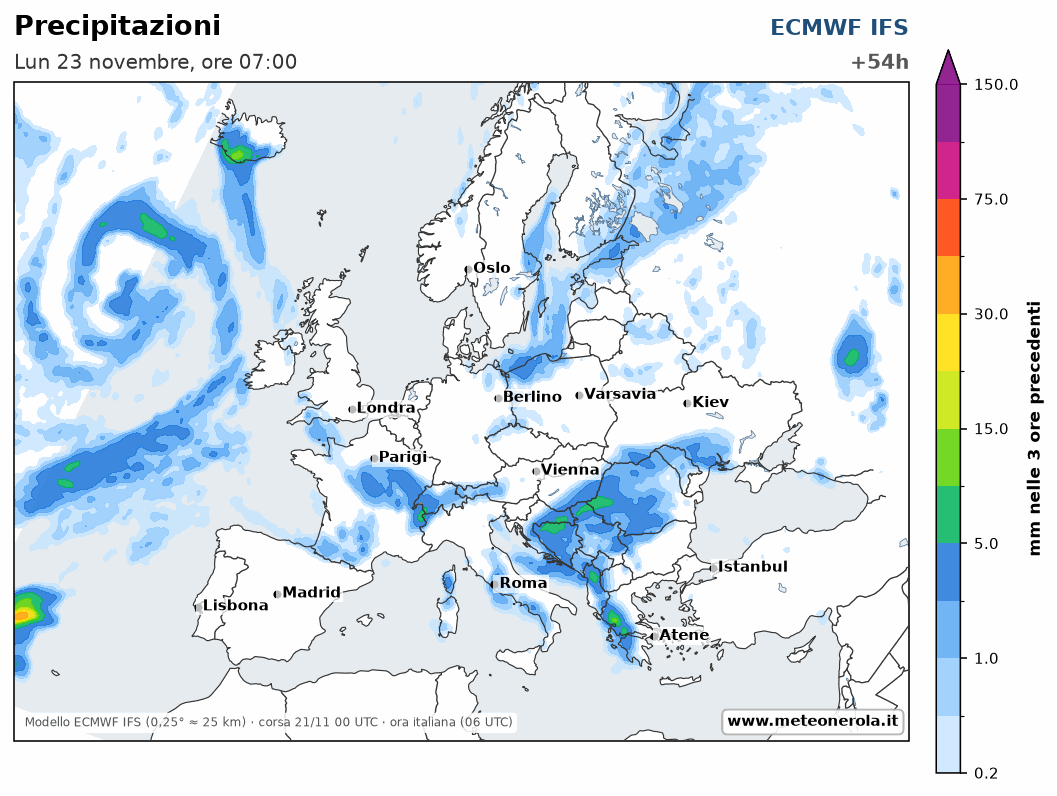 Precipitazioni
ECMWF IFS
Lun 23 novembre, ore 07:00
+54h
150.0
75.0
30.0
15.0
5.0
1.0
0.2
mm nelle 3 ore precedenti
Oslo
Berlino
Varsavia
Kiev
Londra
Parigi
Vienna
Istanbul
Roma
Madrid
Lisbona
Atene
Modello ECMWF IFS (0,25° ≈ 25 km) · corsa 21/11 00 UTC · ora italiana (06 UTC)
www.meteonerola.it